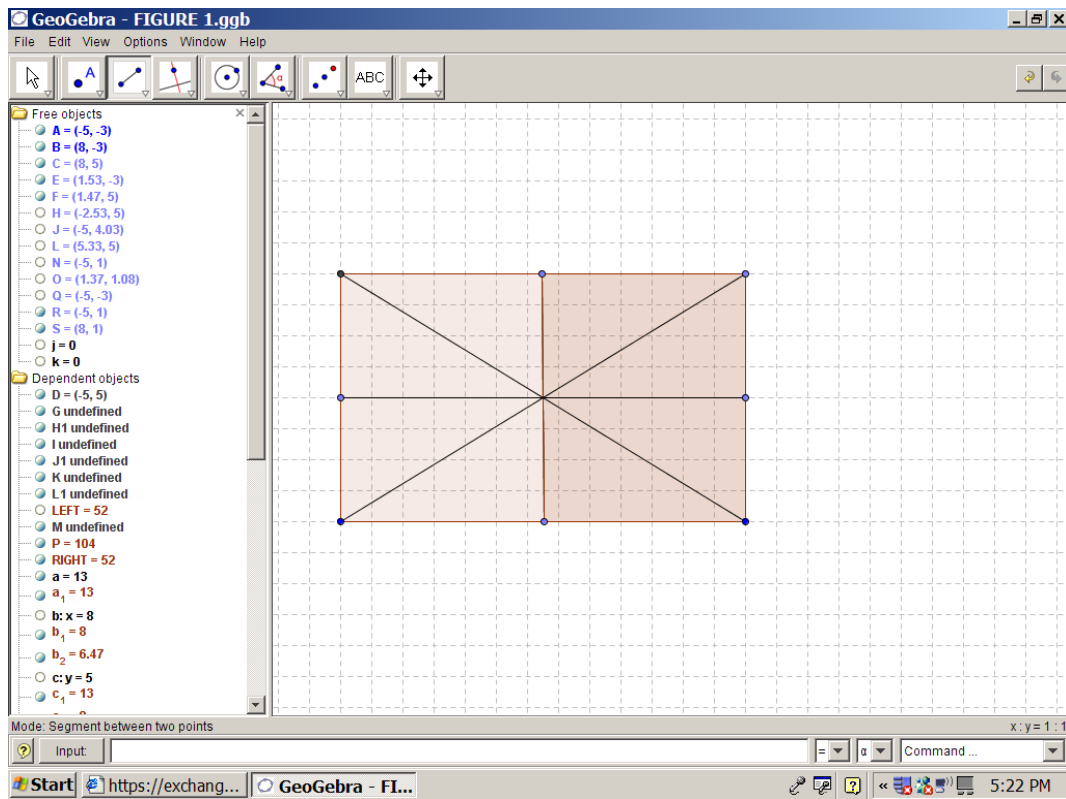 GeoGebra - FIGURE 1.ggb
File Edit View Options Window Help
A α ABC
Free objects
A = (-5, -3)
B = (8, -3)
C = (8, 5)
E = (1.53, -3)
F = (1.47, 5)
H = (-2.53, 5)
J = (-5, 4.03)
L = (5.33, 5)
N = (-5, 1)
O = (1.37, 1.08)
Q = (-5, -3)
R = (-5, 1)
S = (8, 1)
j = 0
k = 0
Dependent objects
D = (-5, 5)
G undefined
H1 undefined
I undefined
J1 undefined
K undefined
L1 undefined
LEFT = 52
M undefined
P = 104
RIGHT = 52
a = 13
a₁ = 13
b: x = 8
b₁ = 8
b₂ = 6.47
c: y = 5
c₁ = 13
Mode: Segment between two points x : y = 1 : 1
? Input: = α Command ...
Start https://exchang... GeoGebra - FI... ? « 5:22 PM